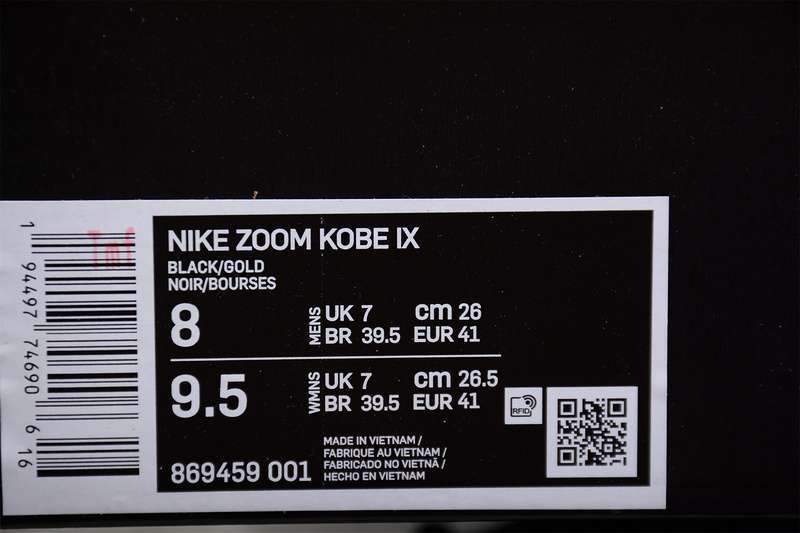 NIKE ZOOM KOBE IX
BLACK/GOLD
NOIR/BOURSES
8
MENS
UK 7 cm 26
BR 39.5 EUR 41
9.5
WMNS
UK 7 cm 26.5
BR 39.5 EUR 41
RFID
869459 001
MADE IN VIETNAM /
FABRIQUE AU VIETNAM /
FABRICADO NO VIETNÃ /
HECHO EN VIETNAM
1 94497 74690 6 16